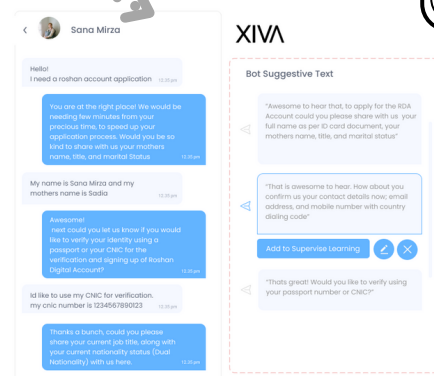 Sana Mirza
Hello!
I need a roshan account application
12:25 pm
You are at the right place! We would be
needing few minutes from your
precious time, to speed up your
application process. Would you be so
kind to share with us your mothers
name, title, and marital Status
12:25 pm
My name is Sana Mirza and my
mothers name is Sadia
12:25 pm
Awesome!
next could you let us know if you would
like to verify your identity using a
passport or your CNIC for the
verification and signing up of Roshan
Digital Account?
12:25 pm
Id like to use my CNIC for verification.
my cnic number is 1234567890123
12:25 pm
Thanks a bunch, could you please
share your current job title, along with
your current nationality status (Dual
Nationality) with us here.
12:25 pm
XIVA
Bot Suggestive Text
"Awesome to hear that, to apply for the RDA
Account could you please share with us your
full name as per ID card document, your
mothers name, title, and marital status"
"That is awesome to hear. How about you
confirm us your contact details now; email
address, and mobile number with country
dialing code"
Add to Supervise Learning
"Thats great! Would you like to verify using
your passport number or CNIC?"